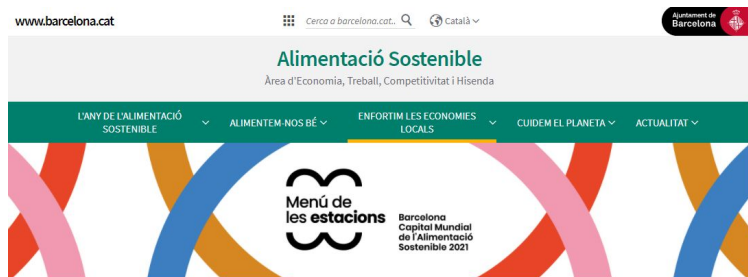 www.barcelona.cat
Cerca a barcelona.cat..
Català
Ajuntament de
Barcelona
Alimentació Sostenible
Àrea d'Economia, Treball, Competitivitat i Hisenda
L'ANY DE L'ALIMENTACIÓ
SOSTENIBLE
ALIMENTEM-NOS BÉ
ENFORTIM LES ECONOMIES
LOCALS
CUIDEM EL PLANETA
ACTUALITAT
Menú de
les estacions
Barcelona
Capital Mundial
de l'Alimentació
Sostenible 2021